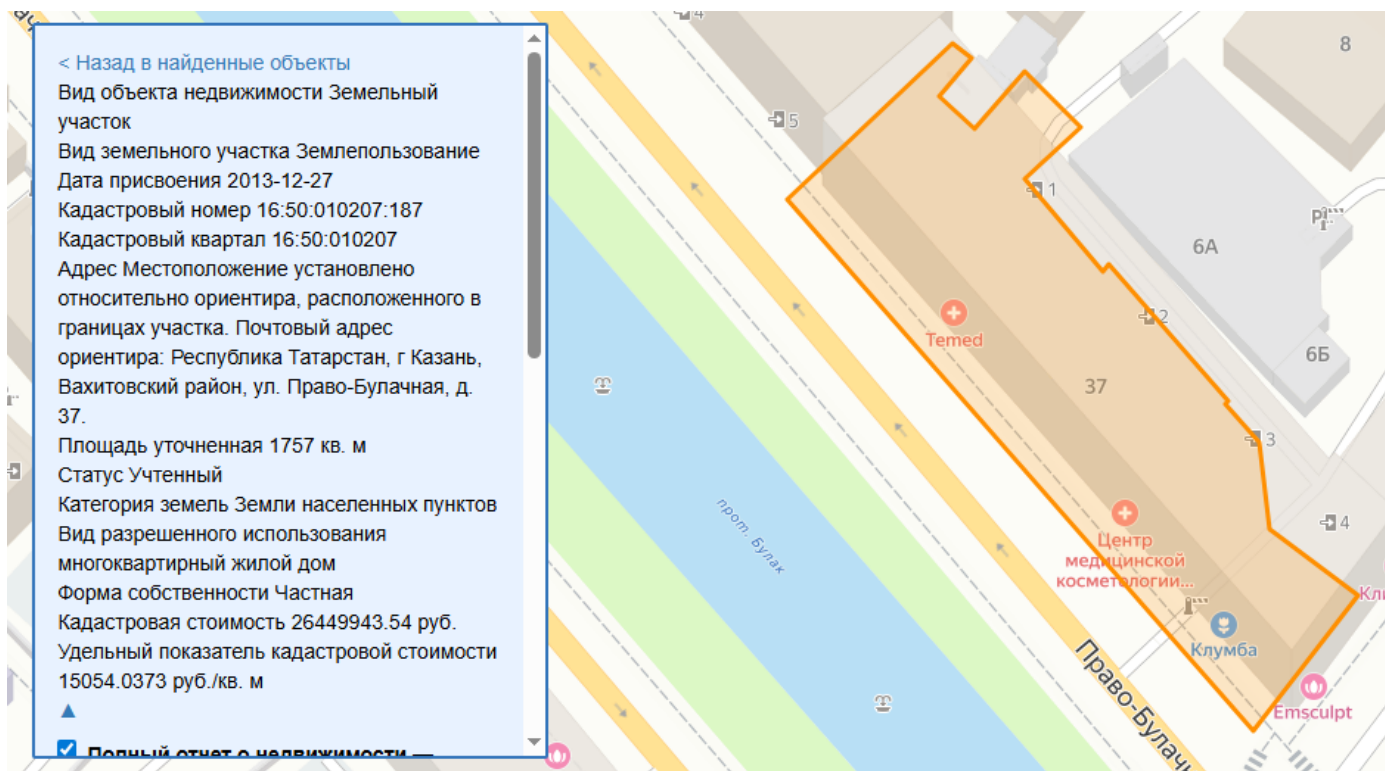 < Назад в найденные объекты
Вид объекта недвижимости Земельный
участок
Вид земельного участка Землепользование
Дата присвоения 2013-12-27
Кадастровый номер 16:50:010207:187
Кадастровый квартал 16:50:010207
Адрес Местоположение установлено
относительно ориентира, расположенного в
границах участка. Почтовый адрес
ориентира: Республика Татарстан, г Казань,
Вахитовский район, ул. Право-Булачная, д.
37.
Площадь уточненная 1757 кв. м
Статус Учтенный
Категория земель Земли населенных пунктов
Вид разрешенного использования
многоквартирный жилой дом
Форма собственности Частная
Кадастровая стоимость 26449943.54 руб.
Удельный показатель кадастровой стоимости
15054.0373 руб./кв. м
Полный отчет о недвижимости —
4
8
5
1
6А
2
6Б
Temed
37
3
4
прот. Булак
Центр
медицинской
косметологии...
Клумба
Emsculpt